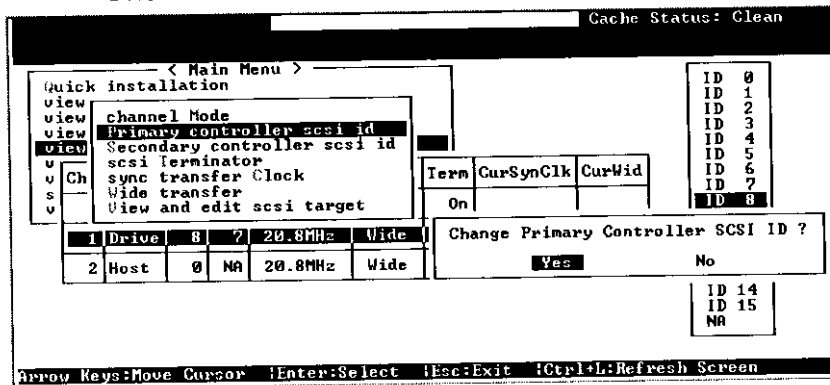 Cache Status: Clean
< Main Menu >
Quick installation
view
view
view
view
v
v
s
v
channel Mode
Primary controller scsi id
Secondary controller scsi id
scsi Terminator
sync transfer Clock
Wide transfer
View and edit scsi target
Ch
Term CurSynClk CurWid
On
1 Drive 8 7 20.8MHz Wide
2 Host 0 NA 20.8MHz Wide
ID 0
ID 1
ID 2
ID 3
ID 4
ID 5
ID 6
ID 7
ID 8
Change Primary Controller SCSI ID ?
Yes No
ID 14
ID 15
NA
Arrow Keys:Move Cursor |Enter:Select |Esc:Exit |Ctrl+L:Refresh Screen